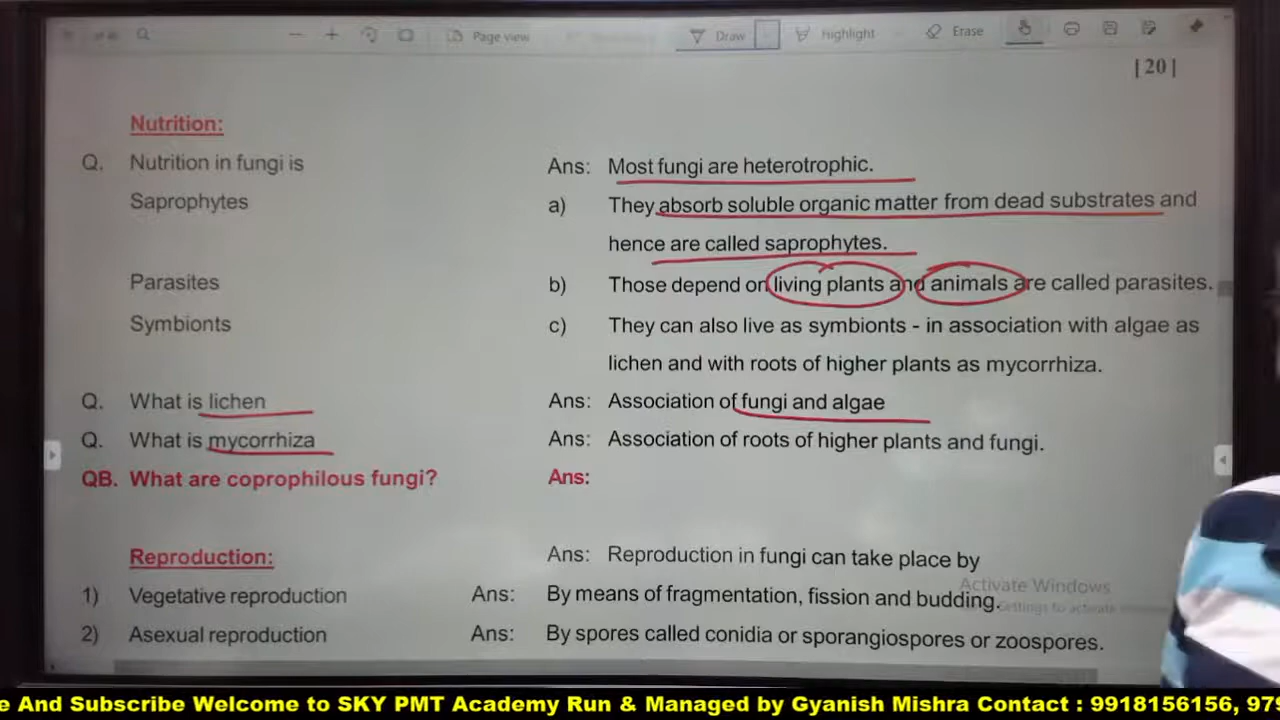 Page view Draw Highlight Erase
[20]
Nutrition:
Q. Nutrition in fungi is Ans: Most fungi are heterotrophic.
Saprophytes a) They absorb soluble organic matter from dead substrates and
hence are called saprophytes.
Parasites b) Those depend on living plants and animals are called parasites.
Symbionts c) They can also live as symbionts - in association with algae as
lichen and with roots of higher plants as mycorrhiza.
Q. What is lichen Ans: Association of fungi and algae
Q. What is mycorrhiza Ans: Association of roots of higher plants and fungi.
QB. What are coprophilous fungi? Ans:
Reproduction: Ans: Reproduction in fungi can take place by
Activate Windows
1) Vegetative reproduction Ans: By means of fragmentation, fission and budding.
Settings to activate
2) Asexual reproduction Ans: By spores called conidia or sporangiospores or zoospores.
e And Subscribe Welcome to SKY PMT Academy Run & Managed by Gyanish Mishra Contact : 9918156156, 979